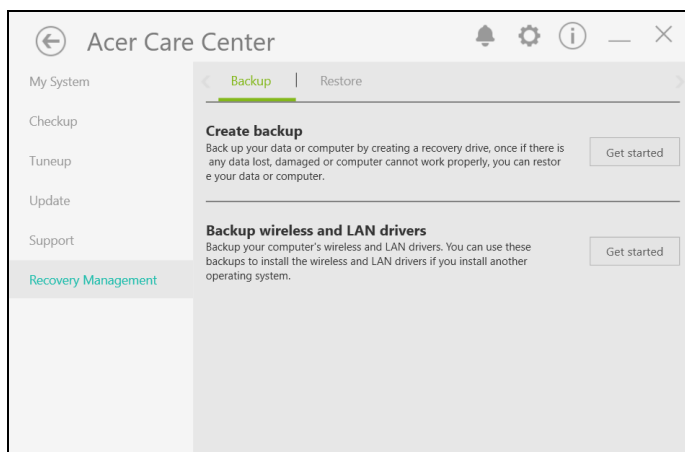 Acer Care Center
My System
Checkup
Tuneup
Update
Support
Recovery Management
Backup | Restore
Create backup
Back up your data or computer by creating a recovery drive, once if there is
any data lost, damaged or computer cannot work properly, you can restor
e your data or computer.
Get started
Backup wireless and LAN drivers
Backup your computer's wireless and LAN drivers. You can use these
backups to install the wireless and LAN drivers if you install another
operating system.
Get started